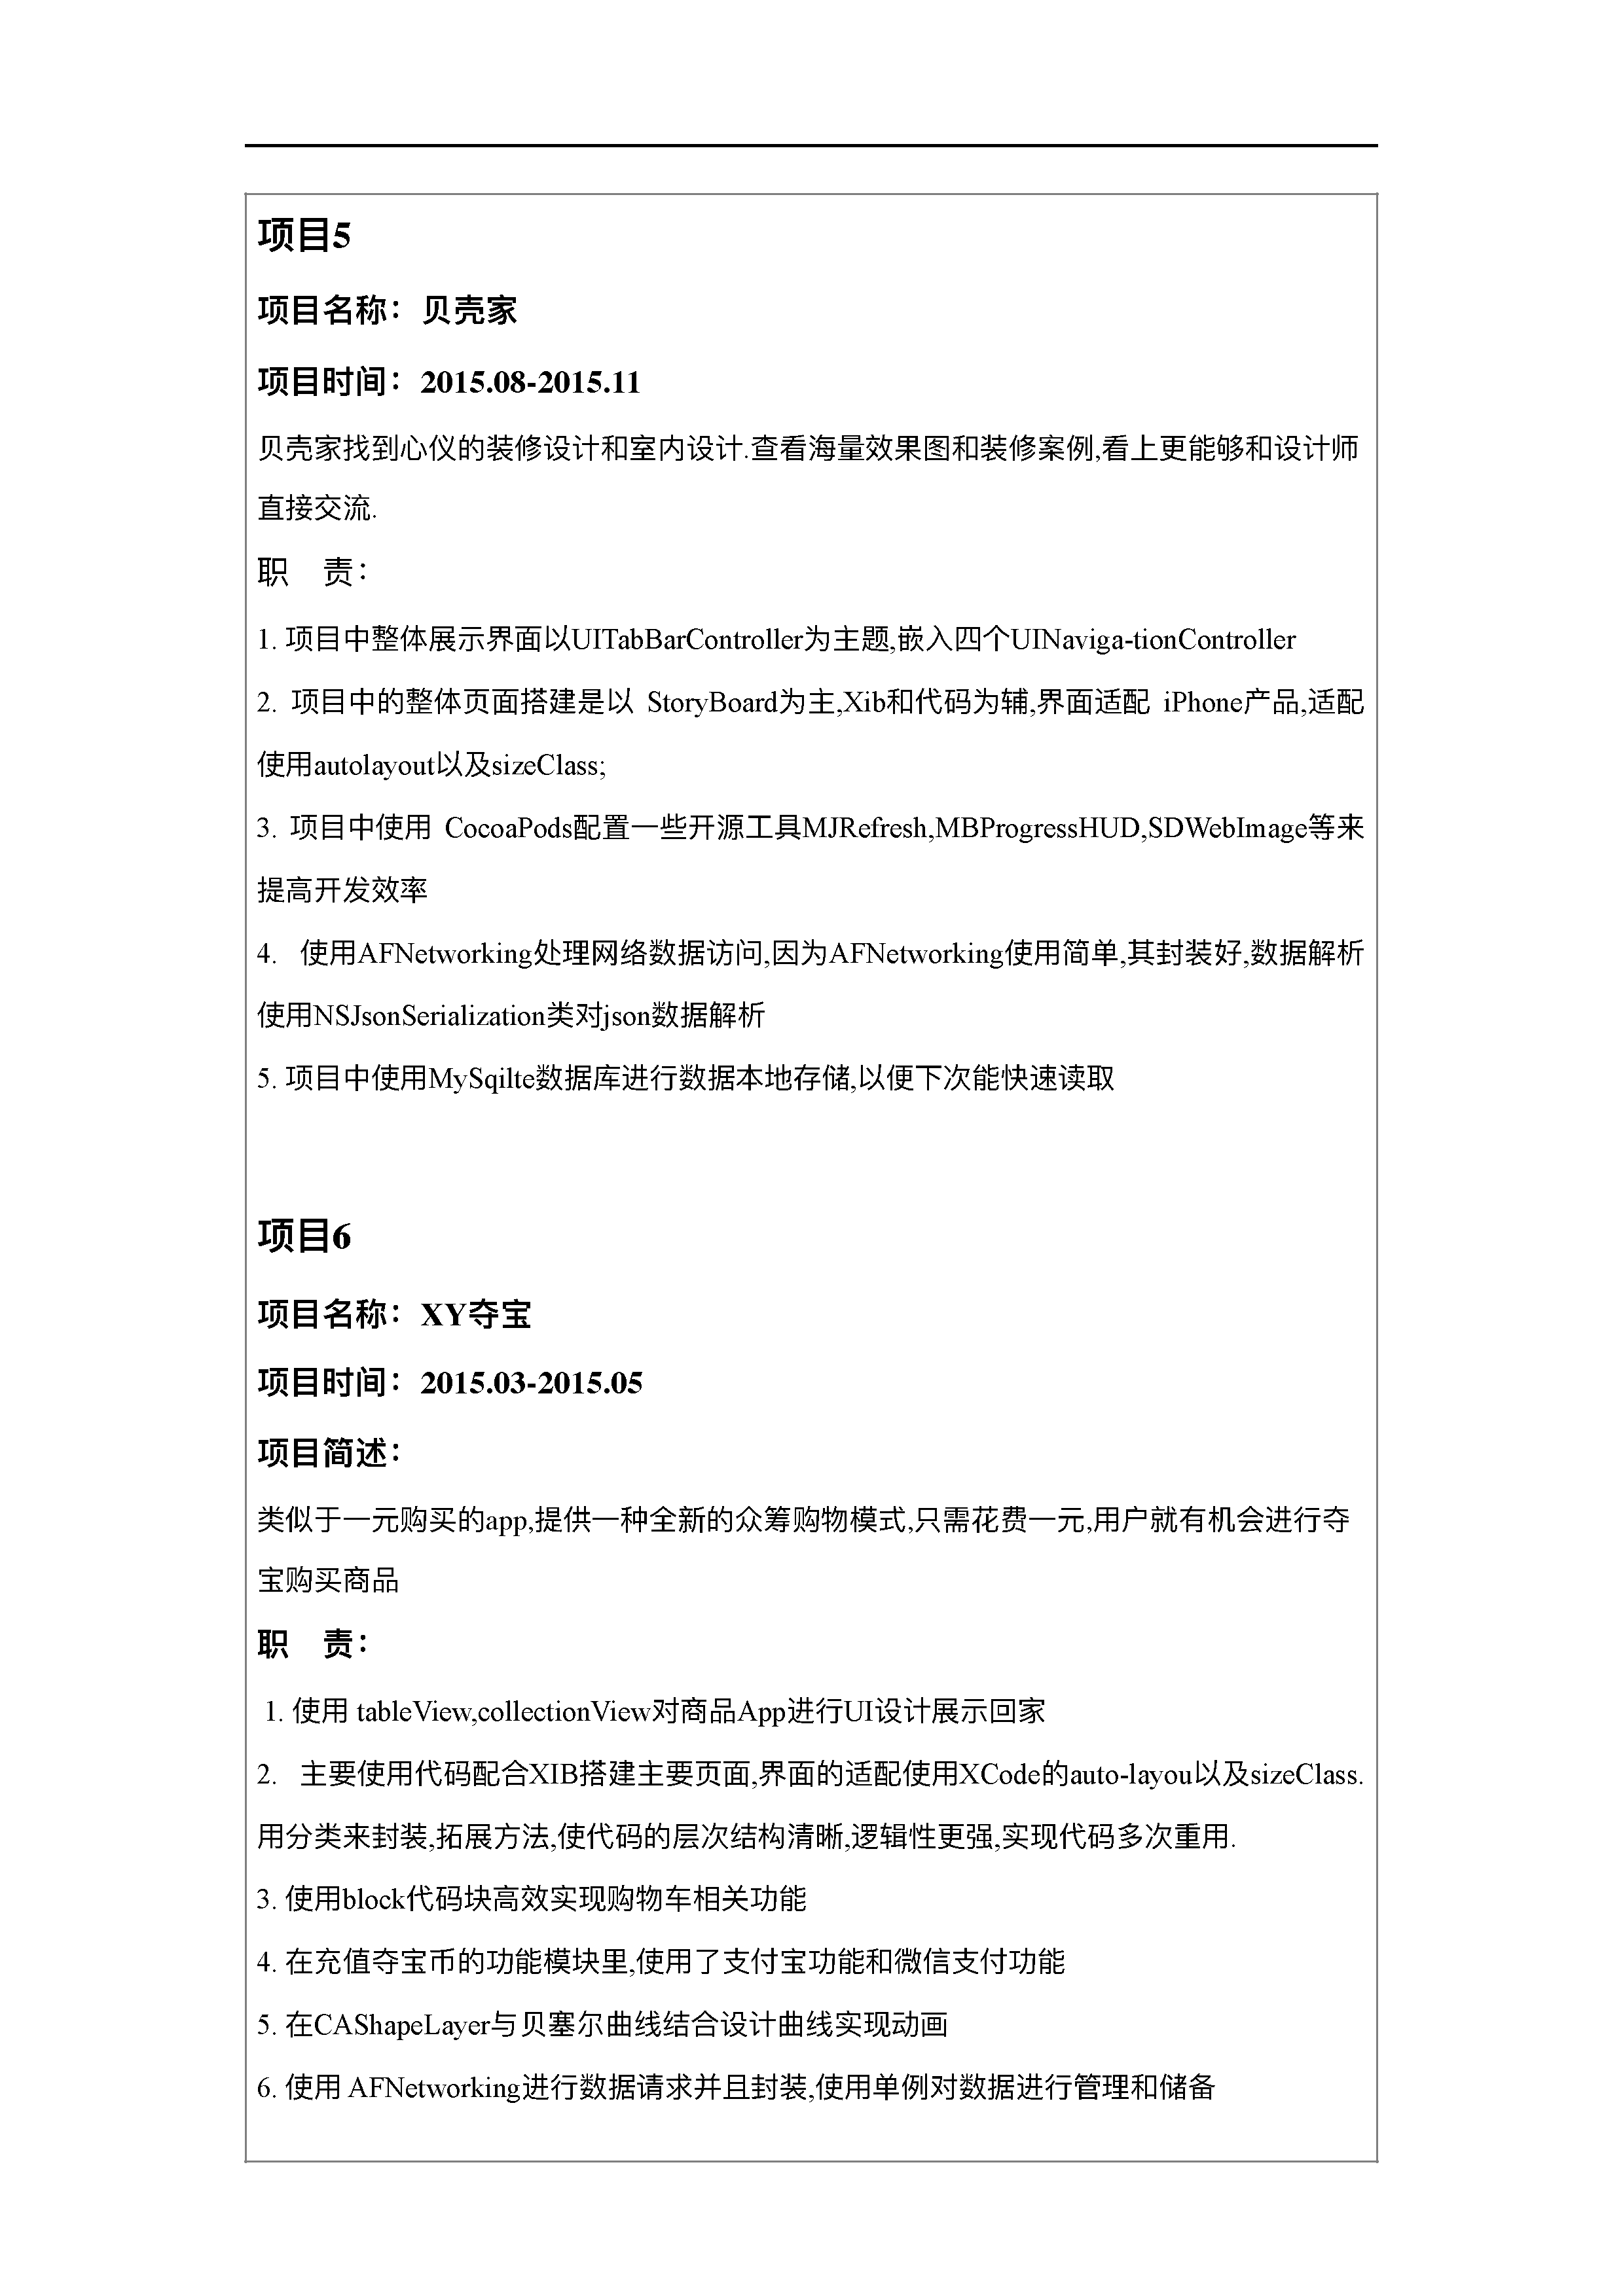 项目5
项目名称：贝壳家
项目时间：2015.08-2015.11
贝壳家找到心仪的装修设计和室内设计.查看海量效果图和装修案例,看上更能够和设计师
直接交流.
职　责：
1. 项目中整体展示界面以UITabBarController为主题,嵌入四个UINaviga-tionController
2. 项目中的整体页面搭建是以 StoryBoard为主,Xib和代码为辅,界面适配 iPhone产品,适配
使用autolayout以及sizeClass;
3. 项目中使用 CocoaPods配置一些开源工具MJRefresh,MBProgressHUD,SDWebImage等来
提高开发效率
4. 使用AFNetworking处理网络数据访问,因为AFNetworking使用简单,其封装好,数据解析
使用NSJsonSerialization类对json数据解析
5. 项目中使用MySqilte数据库进行数据本地存储,以便下次能快速读取
项目6
项目名称：XY夺宝
项目时间：2015.03-2015.05
项目简述：
类似于一元购买的app,提供一种全新的众筹购物模式,只需花费一元,用户就有机会进行夺
宝购买商品
职　责：
1. 使用 tableView,collectionView对商品App进行UI设计展示回家
2. 主要使用代码配合XIB搭建主要页面,界面的适配使用XCode的auto-layou以及sizeClass.
用分类来封装,拓展方法,使代码的层次结构清晰,逻辑性更强,实现代码多次重用.
3. 使用block代码块高效实现购物车相关功能
4. 在充值夺宝币的功能模块里,使用了支付宝功能和微信支付功能
5. 在CAShapeLayer与贝塞尔曲线结合设计曲线实现动画
6. 使用 AFNetworking进行数据请求并且封装,使用单例对数据进行管理和储备